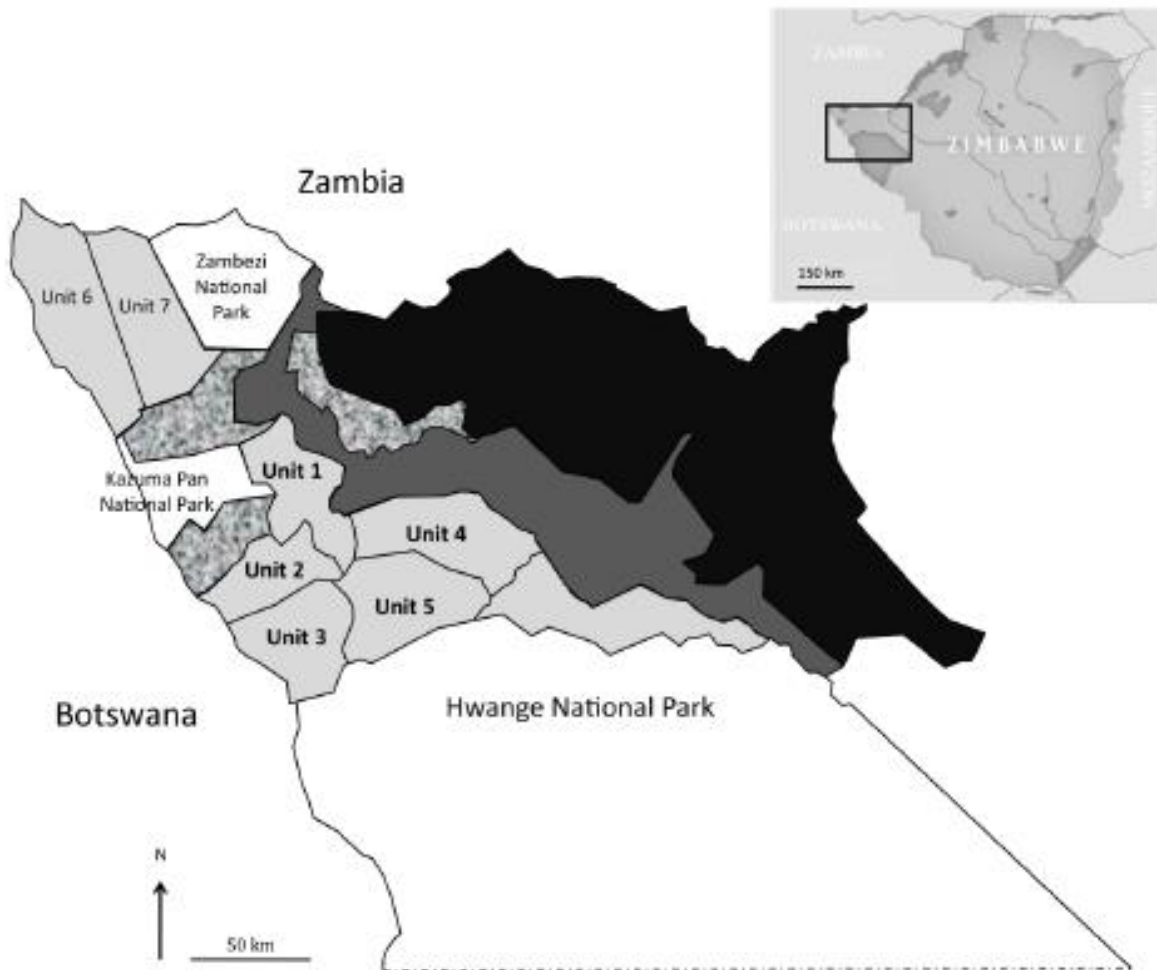 ZAMBIA
ZIMBABWE
MOZAMBIQUE
BOTSWANA
150 km
Zambia
Zambezi
National
Park
Unit 6
Unit 7
Unit 1
Kazuma Pan
National Park
Unit 4
Unit 2
Unit 5
Unit 3
Botswana
Hwange National Park
N
50 km